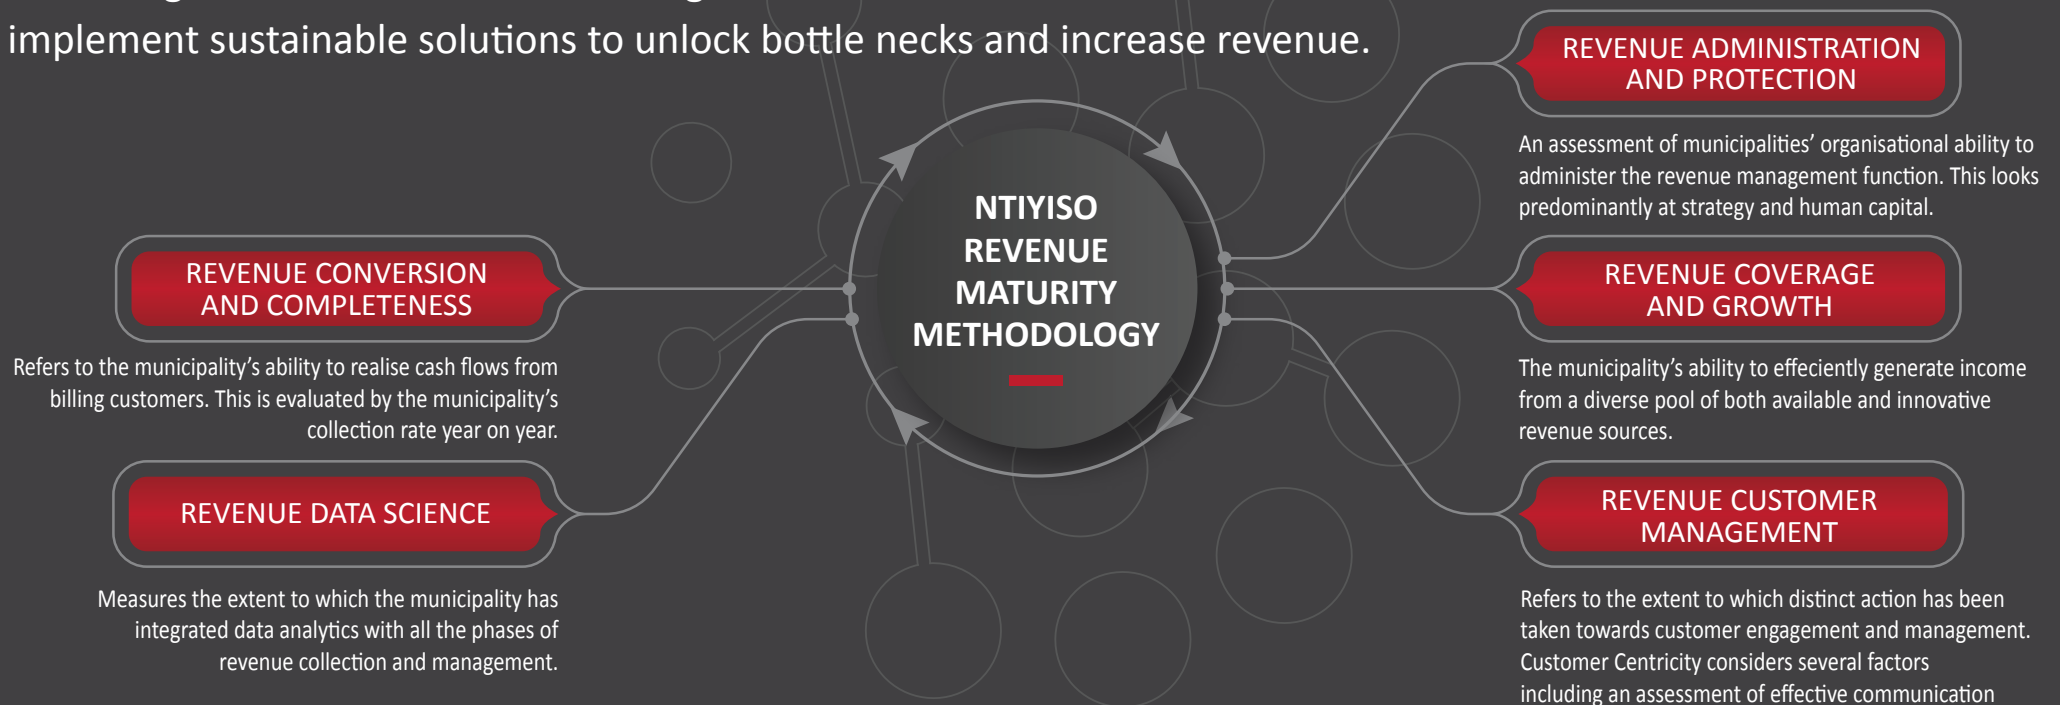 implement sustainable solutions to unlock bottle necks and increase revenue.
NTIYISO
REVENUE
MATURITY
METHODOLOGY
REVENUE CONVERSION
AND COMPLETENESS
Refers to the municipality's ability to realise cash flows from
billing customers. This is evaluated by the municipality's
collection rate year on year.
REVENUE DATA SCIENCE
Measures the extent to which the municipality has
integrated data analytics with all the phases of
revenue collection and management.
REVENUE ADMINISTRATION
AND PROTECTION
An assessment of municipalities' organisational ability to
administer the revenue management function. This looks
predominantly at strategy and human capital.
REVENUE COVERAGE
AND GROWTH
The municipality's ability to effeciently generate income
from a diverse pool of both available and innovative
revenue sources.
REVENUE CUSTOMER
MANAGEMENT
Refers to the extent to which distinct action has been
taken towards customer engagement and management.
Customer Centricity considers several factors
including an assessment of effective communication